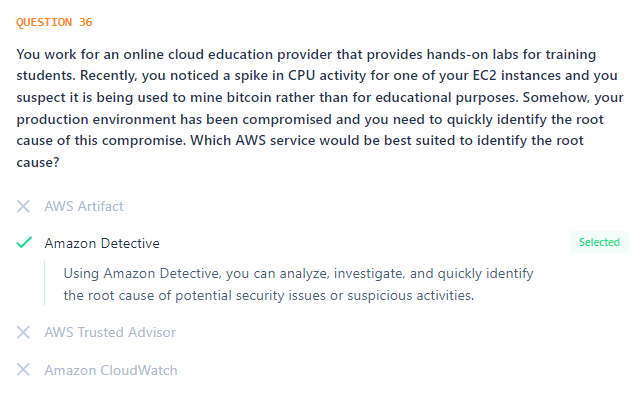 QUESTION 36
You work for an online cloud education provider that provides hands-on labs for training
students. Recently, you noticed a spike in CPU activity for one of your EC2 instances and you
suspect it is being used to mine bitcoin rather than for educational purposes. Somehow, your
production environment has been compromised and you need to quickly identify the root
cause of this compromise. Which AWS service would be best suited to identify the root
cause?
AWS Artifact
Amazon Detective
Selected
Using Amazon Detective, you can analyze, investigate, and quickly identify
the root cause of potential security issues or suspicious activities.
AWS Trusted Advisor
Amazon CloudWatch